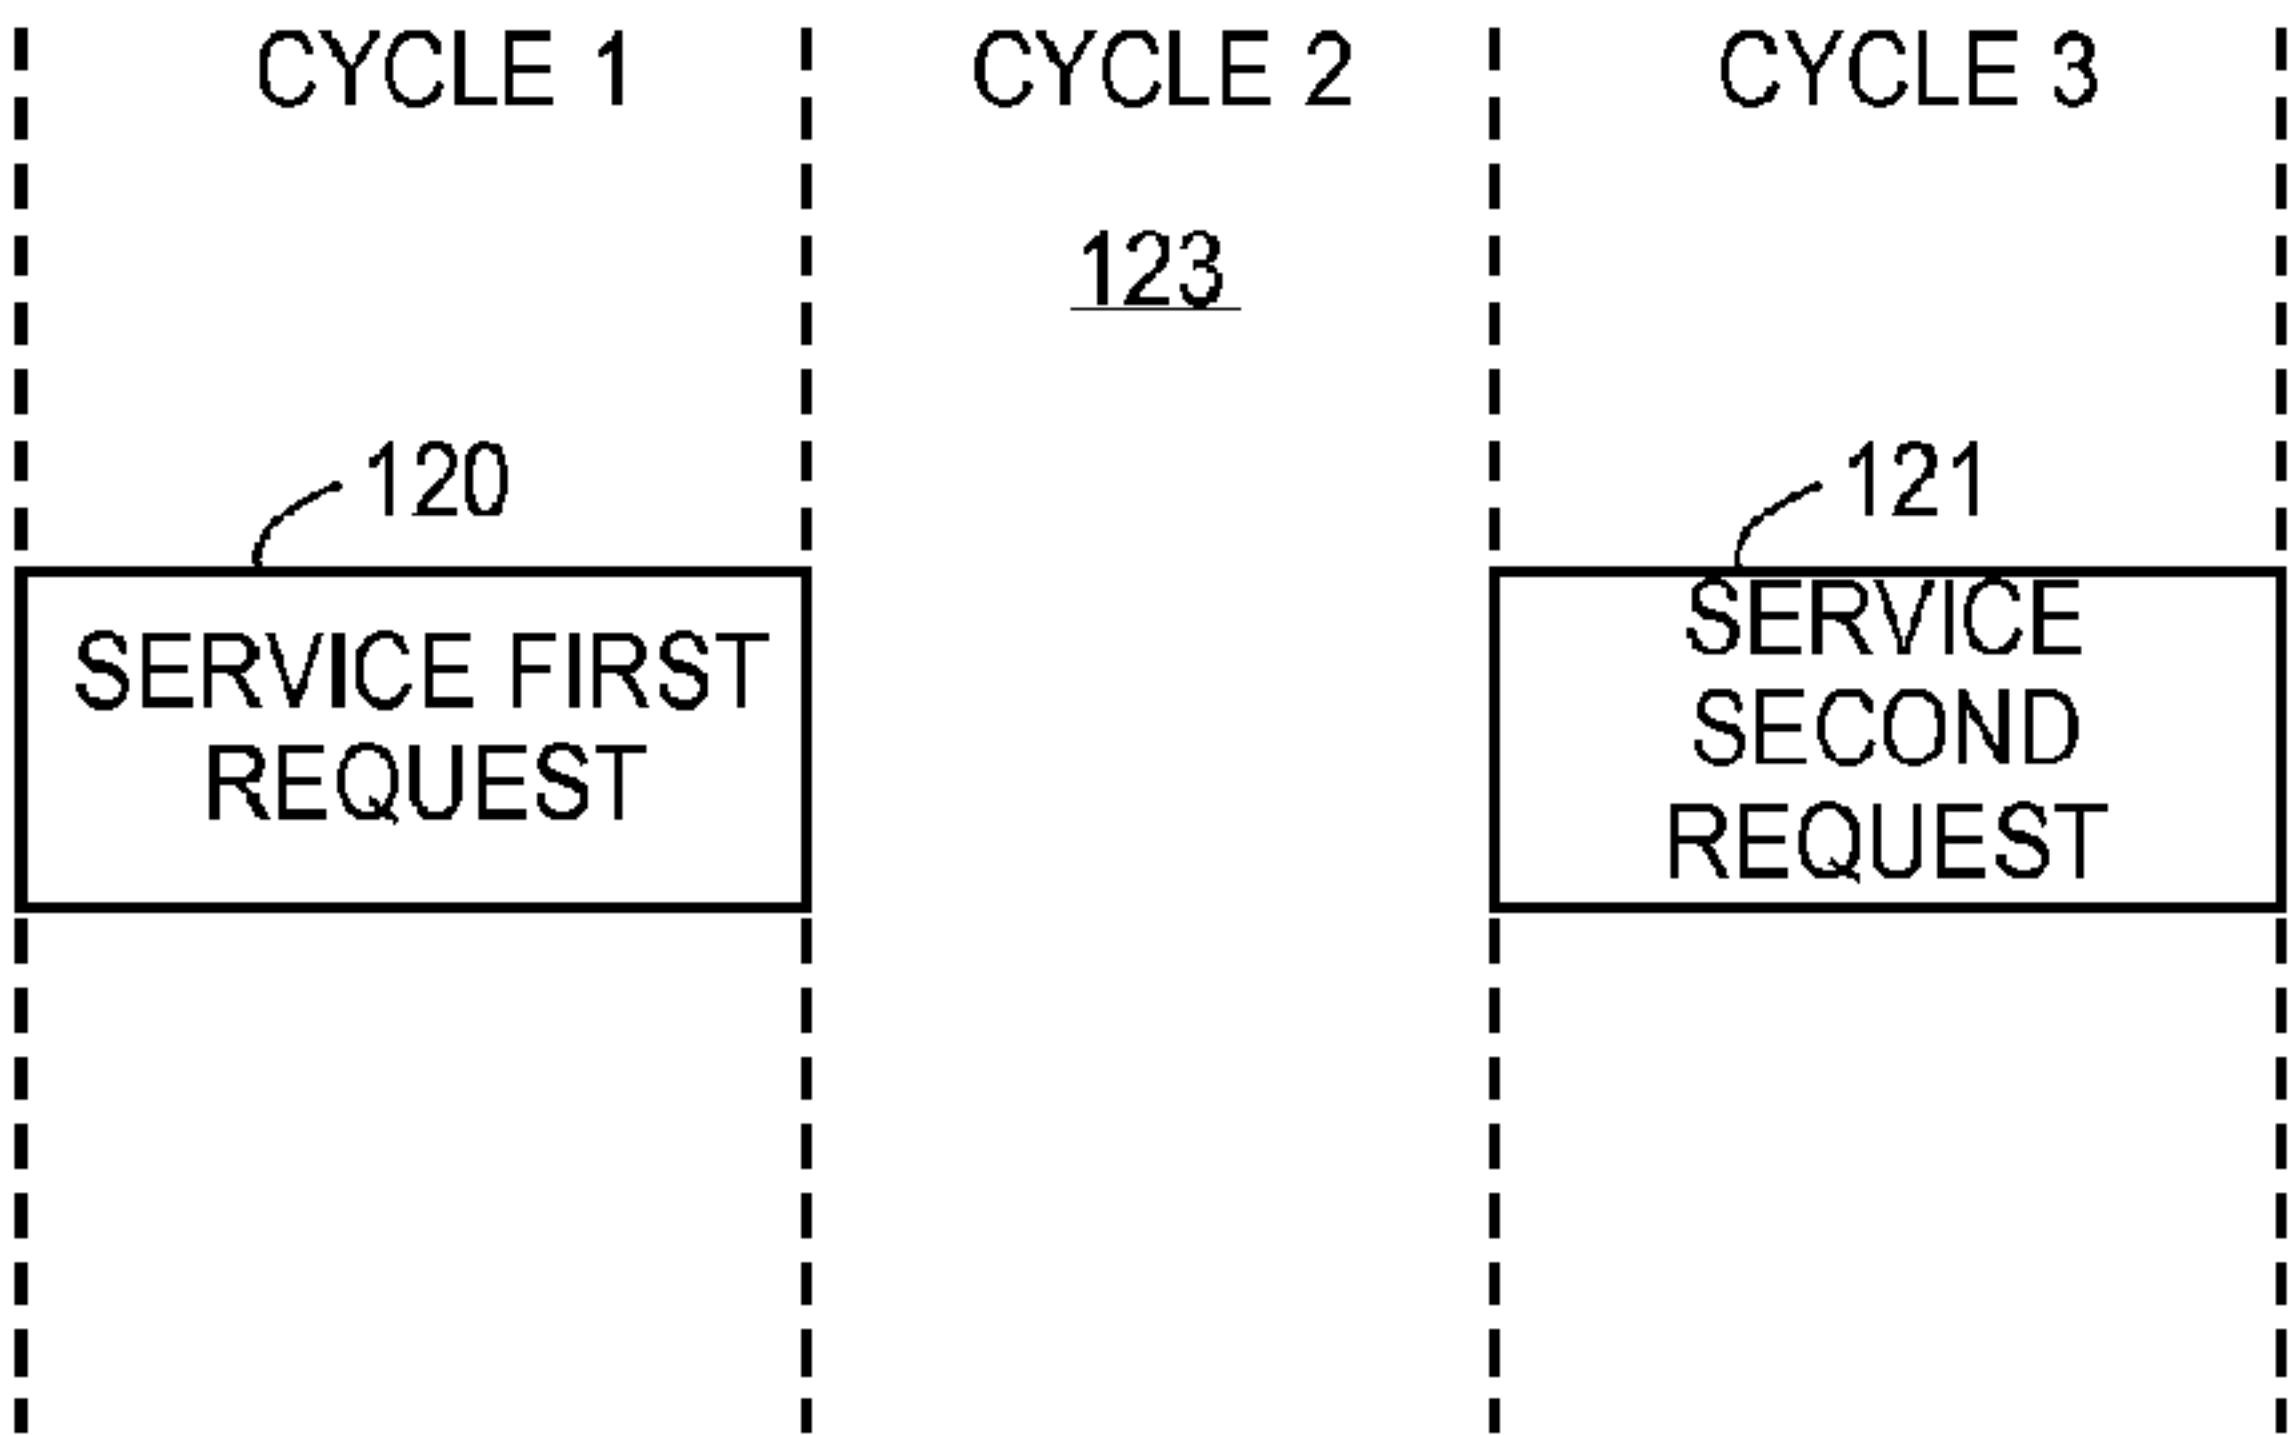 CYCLE 1
CYCLE 2
CYCLE 3
123
120
121
SERVICE FIRST
REQUEST
SERVICE
SECOND
REQUEST